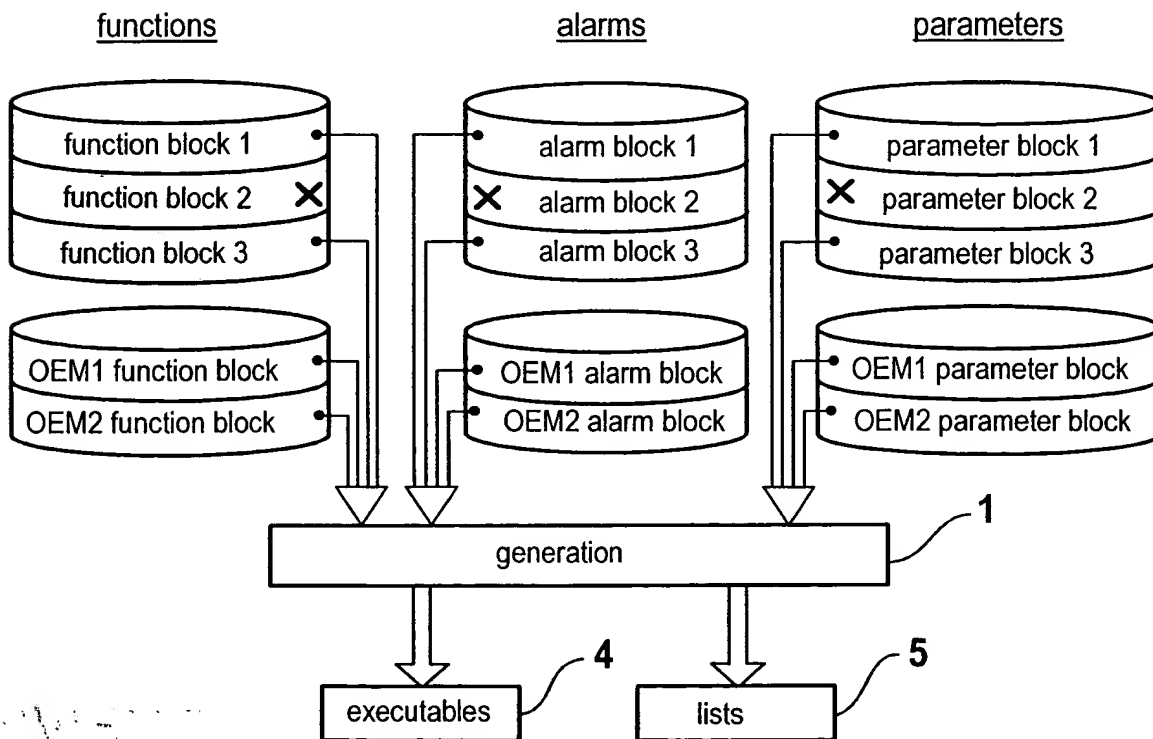 functions
alarms
parameters
function block 1
function block 2
function block 3
alarm block 1
alarm block 2
alarm block 3
parameter block 1
parameter block 2
parameter block 3
OEM1 function block
OEM2 function block
OEM1 alarm block
OEM2 alarm block
OEM1 parameter block
OEM2 parameter block
generation
1
executables
4
lists
5